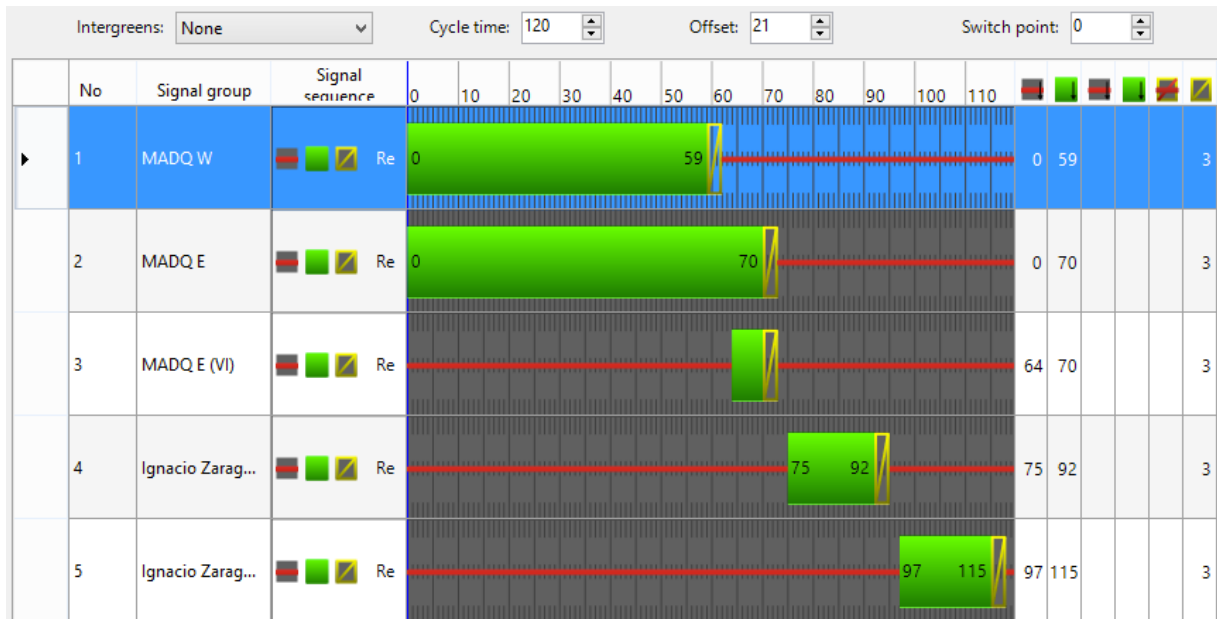 Intergreens: None Cycle time: 120 Offset: 21 Switch point: 0
No Signal group Signal sequence 0 10 20 30 40 50 60 70 80 90 100 110
1 MADQ W Re 0 59 0 59 3
2 MADQ E Re 0 70 0 70 3
3 MADQ E (VI) Re 64 70 3
4 Ignacio Zarag... Re 75 92 75 92 3
5 Ignacio Zarag... Re 97 115 97 115 3